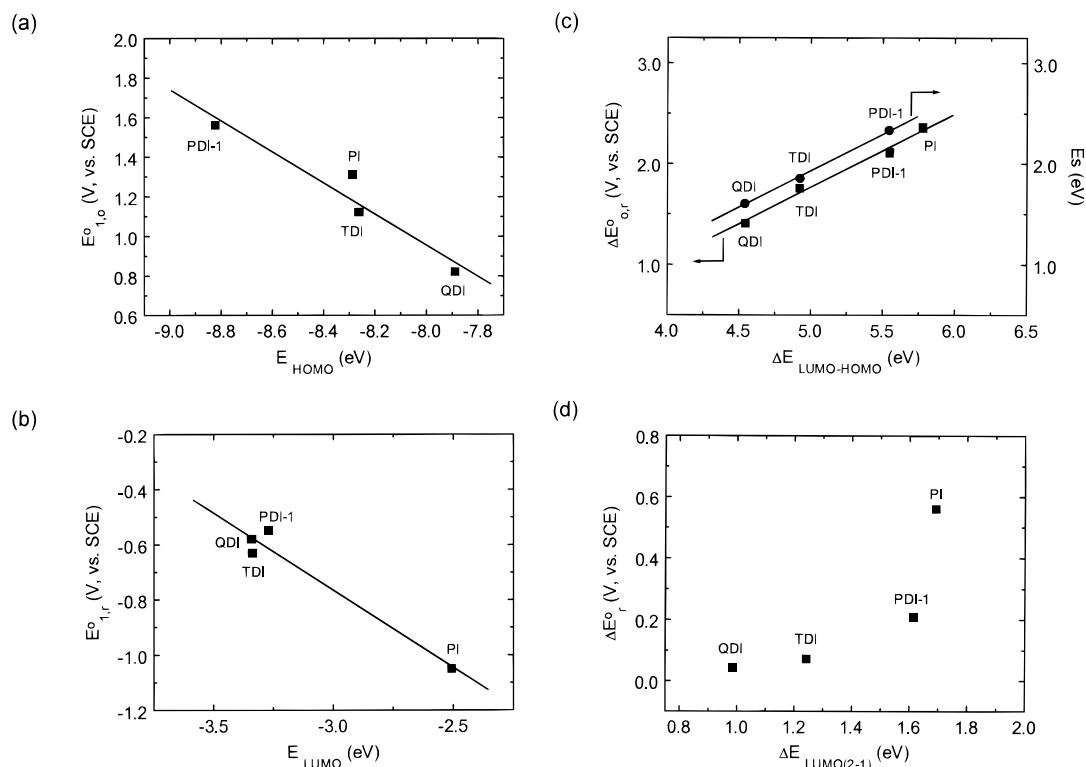 (a)
2.0
1.8
1.6
1.4
1.2
1.0
0.8
0.6
E°1,o (V, vs. SCE)
PDI-1
PI
TDI
QDI
-9.0 -8.8 -8.6 -8.4 -8.2 -8.0 -7.8
E HOMO (eV)
(c)
3.0
2.0
1.0
ΔE°o,r (V, vs. SCE)
3.0
2.0
1.0
Es (eV)
PDI-1
TDI
QDI
PI
PDI-1
TDI
QDI
4.0 4.5 5.0 5.5 6.0 6.5
ΔE LUMO-HOMO (eV)
(b)
-0.2
-0.4
-0.6
-0.8
-1.0
-1.2
E°1,r (V, vs. SCE)
PDI-1
QDI
TDI
PI
-3.5 -3.0 -2.5
E LUMO (eV)
(d)
0.8
0.6
0.4
0.2
0.0
ΔE°r (V, vs. SCE)
PI
PDI-1
QDI
TDI
0.8 1.0 1.2 1.4 1.6 1.8 2.0
ΔE LUMO(2-1) (eV)